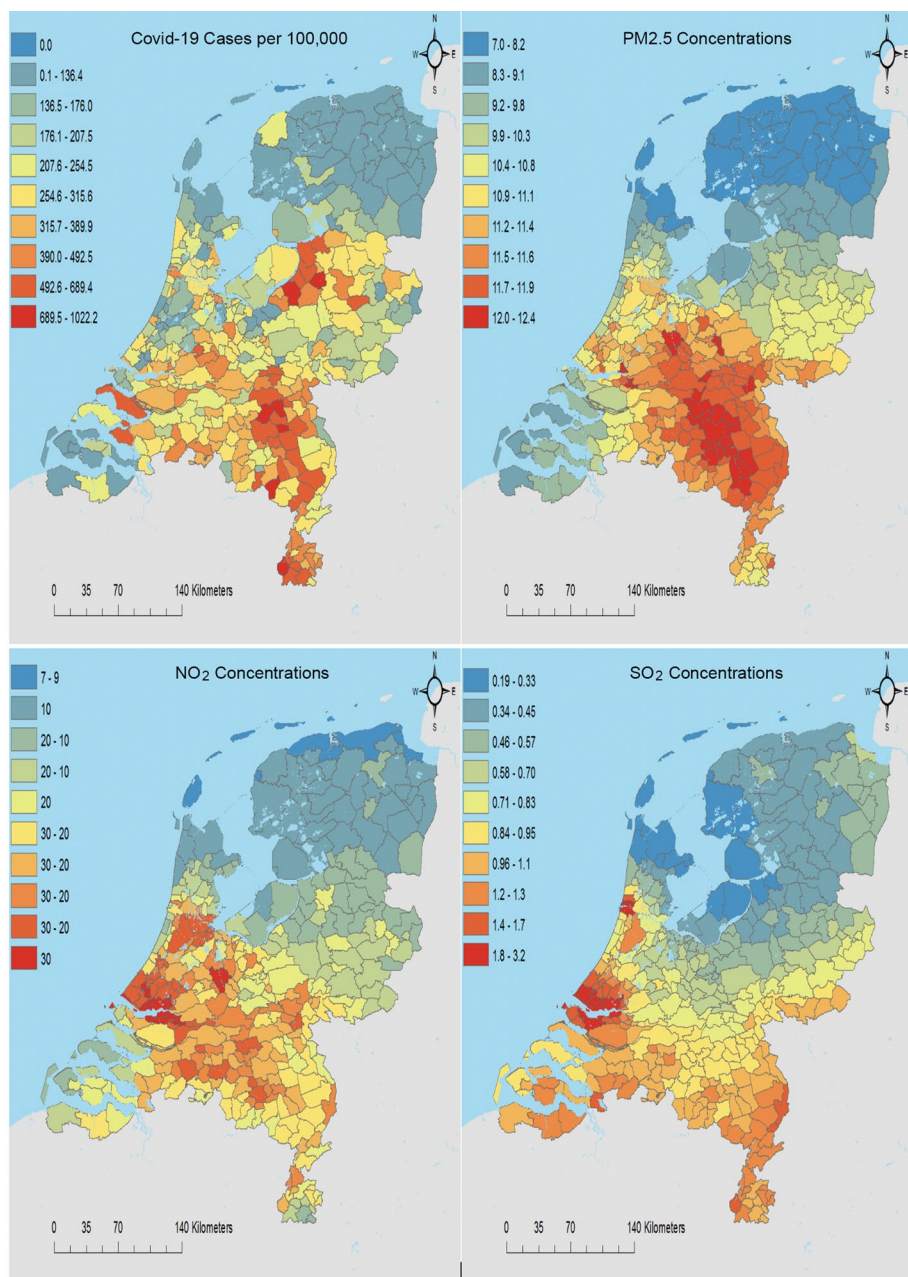 Covid-19 Cases per 100,000
N
W
E
S
0.0
0.1 - 136.4
136.5 - 176.0
176.1 - 207.5
207.6 - 254.5
254.6 - 315.6
315.7 - 389.9
390.0 - 492.5
492.6 - 689.4
689.5 - 1022.2
0 35 70 140 Kilometers
PM2.5 Concentrations
N
W
E
S
7.0 - 8.2
8.3 - 9.1
9.2 - 9.8
9.9 - 10.3
10.4 - 10.8
10.9 - 11.1
11.2 - 11.4
11.5 - 11.6
11.7 - 11.9
12.0 - 12.4
0 35 70 140 Kilometers
NO2 Concentrations
N
W
E
S
7 - 9
10
20 - 10
20 - 10
20
30 - 20
30 - 20
30 - 20
30 - 20
30
0 35 70 140 Kilometers
SO2 Concentrations
N
W
E
S
0.19 - 0.33
0.34 - 0.45
0.46 - 0.57
0.58 - 0.70
0.71 - 0.83
0.84 - 0.95
0.96 - 1.1
1.2 - 1.3
1.4 - 1.7
1.8 - 3.2
0 35 70 140 Kilometers